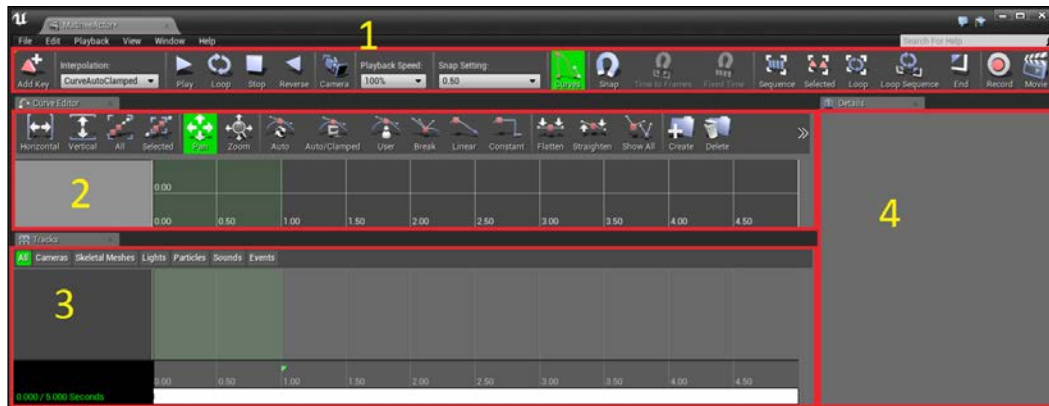 MatineeActor*
File Edit Playback View Window Help
Search For Help
1
Interpolation: Playback Speed: Snap Setting:
CurveAutoClamped 100% 0.50
Add Key Play Loop Stop Reverse Camera Curves Snap Time to Frames Fixed Time Sequence Selected Loop Loop Sequence End Record Movie
Curve Editor
Details
Horizontal Vertical All Selected Pan Zoom Auto Auto/Clamped User Break Linear Constant Flatten Straighten Show All Create Delete
2
4
0.00
0.00 0.50 1.00 1.50 2.00 2.50 3.00 3.50 4.00 4.50
Tracks
All Cameras Skeletal Meshes Lights Particles Sounds Events
3
0.00 0.50 1.00 1.50 2.00 2.50 3.00 3.50 4.00 4.50
0.000 / 5.000 Seconds